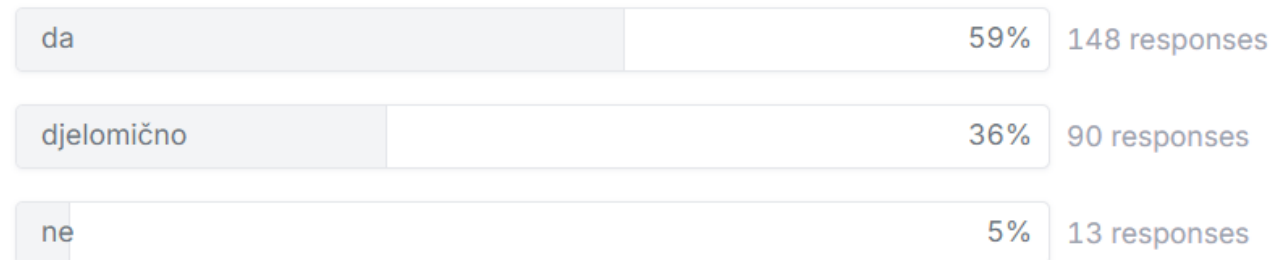 da 59% 148 responses
djelomično 36% 90 responses
ne 5% 13 responses